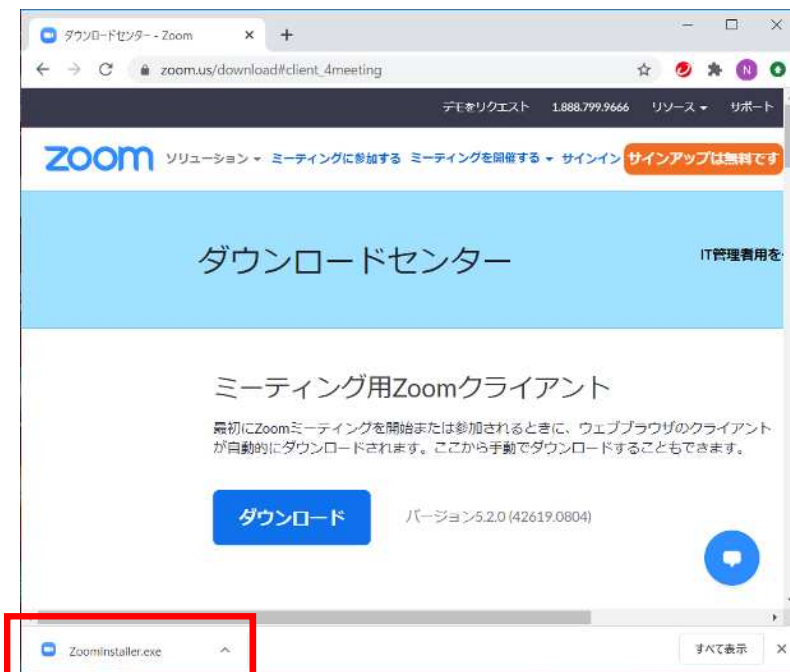 ダウンロードセンター - Zoom
zoom.us/download#client_4meeting
N
デモをリクエスト 1.888.799.9666 リソース サポート
zoom ソリューション ミーティングに参加する ミーティングを開催する サインイン サインアップは無料です
ダウンロードセンター
IT管理者用を
ミーティング用Zoomクライアント
最初にZoomミーティングを開始または参加されるときに、ウェブブラウザのクライアント
が自動的にダウンロードされます。ここから手動でダウンロードすることもできます。
ダウンロード バージョン5.2.0 (42619.0804)
ZoomInstaller.exe すべて表示